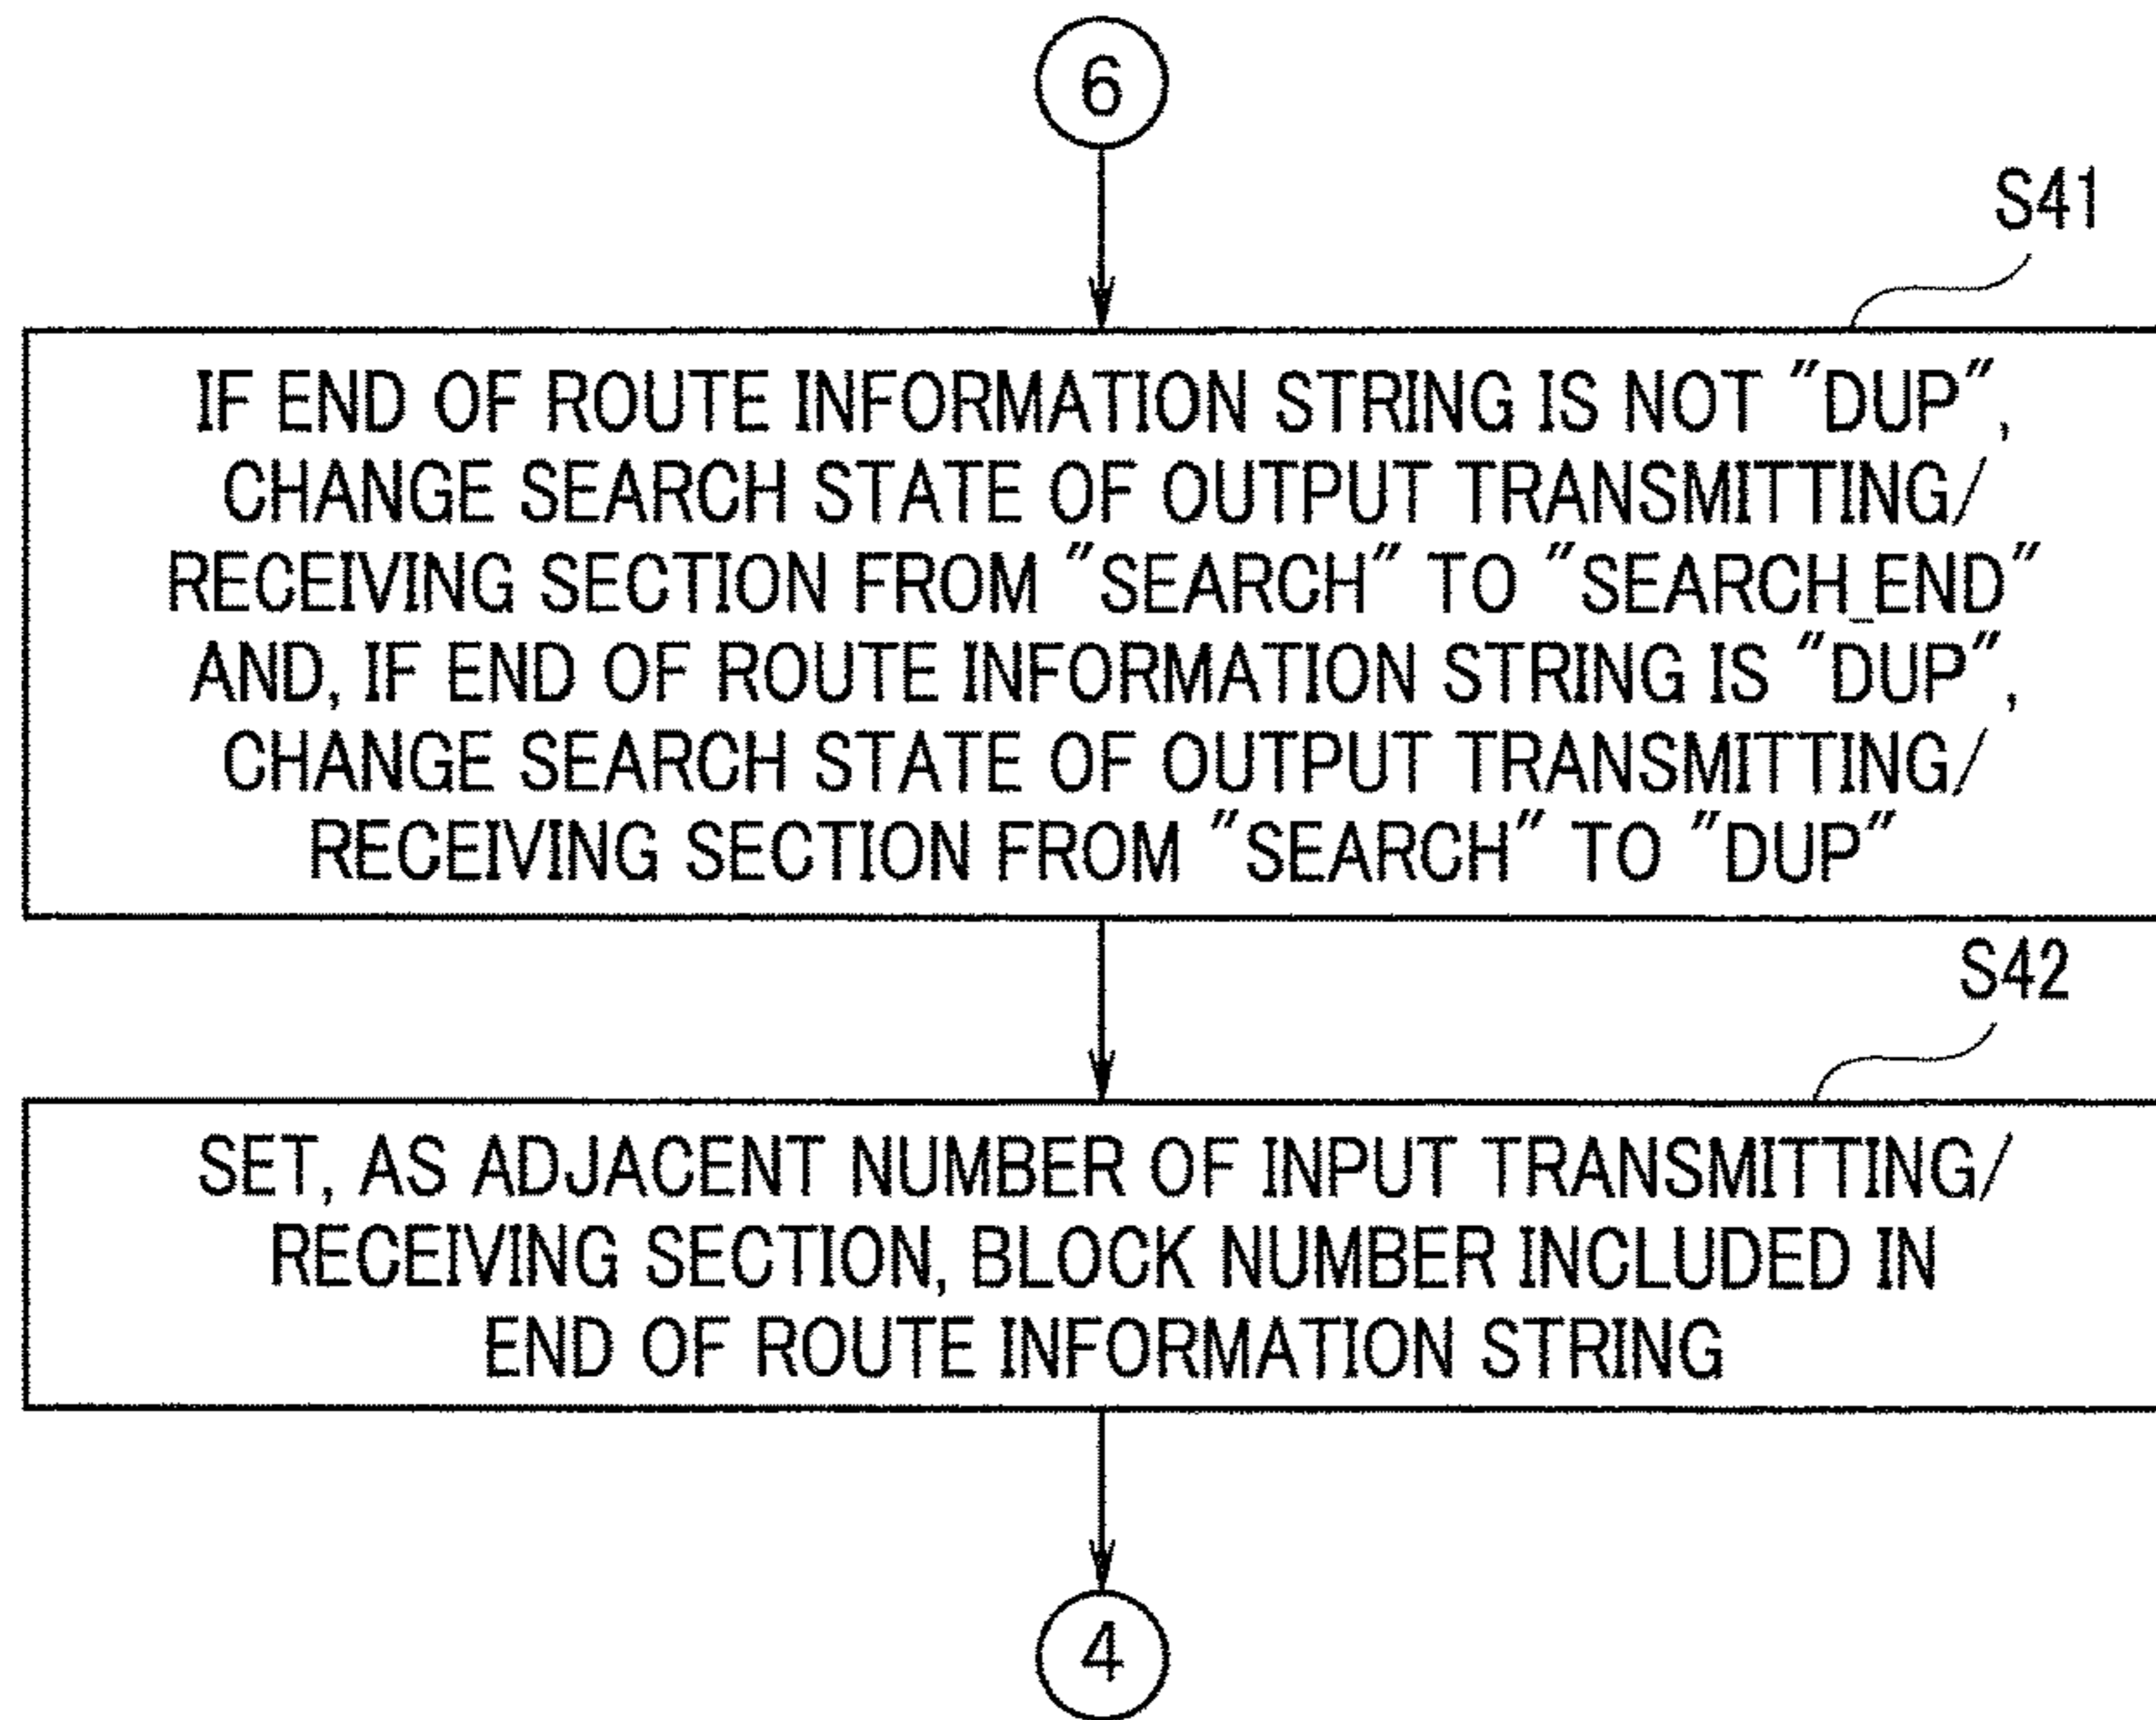 6
S41
IF END OF ROUTE INFORMATION STRING IS NOT "DUP",
CHANGE SEARCH STATE OF OUTPUT TRANSMITTING/
RECEIVING SECTION FROM "SEARCH" TO "SEARCH_END"
AND, IF END OF ROUTE INFORMATION STRING IS "DUP",
CHANGE SEARCH STATE OF OUTPUT TRANSMITTING/
RECEIVING SECTION FROM "SEARCH" TO "DUP"
S42
SET, AS ADJACENT NUMBER OF INPUT TRANSMITTING/
RECEIVING SECTION, BLOCK NUMBER INCLUDED IN
END OF ROUTE INFORMATION STRING
4